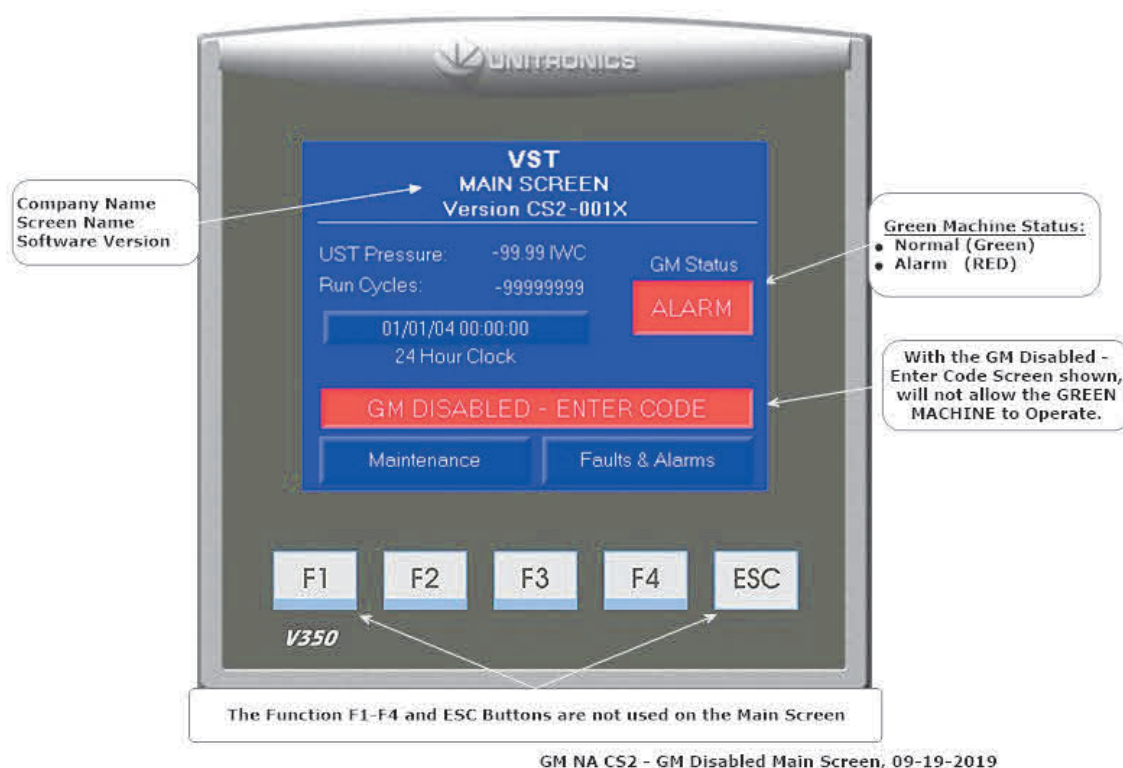 UNITRONICS
VST
MAIN SCREEN
Version CS2-001X
Company Name
Screen Name
Software Version
UST Pressure: -99.99 IWC
Run Cycles: -99999999
GM Status
ALARM
01/01/04 00:00:00
24 Hour Clock
Green Machine Status:
• Normal (Green)
• Alarm (RED)
GM DISABLED - ENTER CODE
With the GM Disabled -
Enter Code Screen shown,
will not allow the GREEN
MACHINE to Operate.
Maintenance
Faults & Alarms
F1 F2 F3 F4 ESC
V350
The Function F1-F4 and ESC Buttons are not used on the Main Screen
GM NA CS2 - GM Disabled Main Screen, 09-19-2019